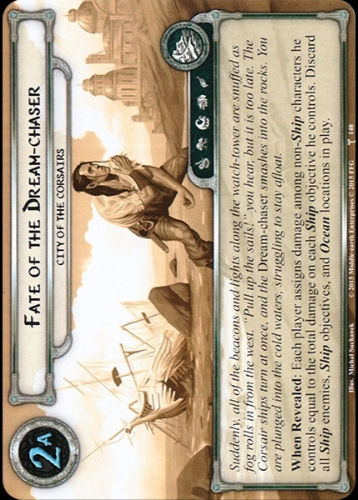 2A
FATE OF THE DREAM-CHASER
CITY OF THE CORSAIRS
Suddenly, all of the beacons and lights along the watch-tower are snuffed as
fog rolls in from the west. "Pull up the sails!" you hear, but it is too late. The
Corsair ships turn at once, and the Dream-chaser smashes into the rocks. You
are plunged into the cold waters, struggling to stay afloat.
When Revealed: Each player assigns damage among non-Ship characters he
controls equal to the total damage on each Ship objective he controls. Discard
all Ship enemies, Ship objectives, and Ocean locations in play.
Illus. Michal Suchanek © 2015 Middle-earth Enterprises © 2015 FFG 148